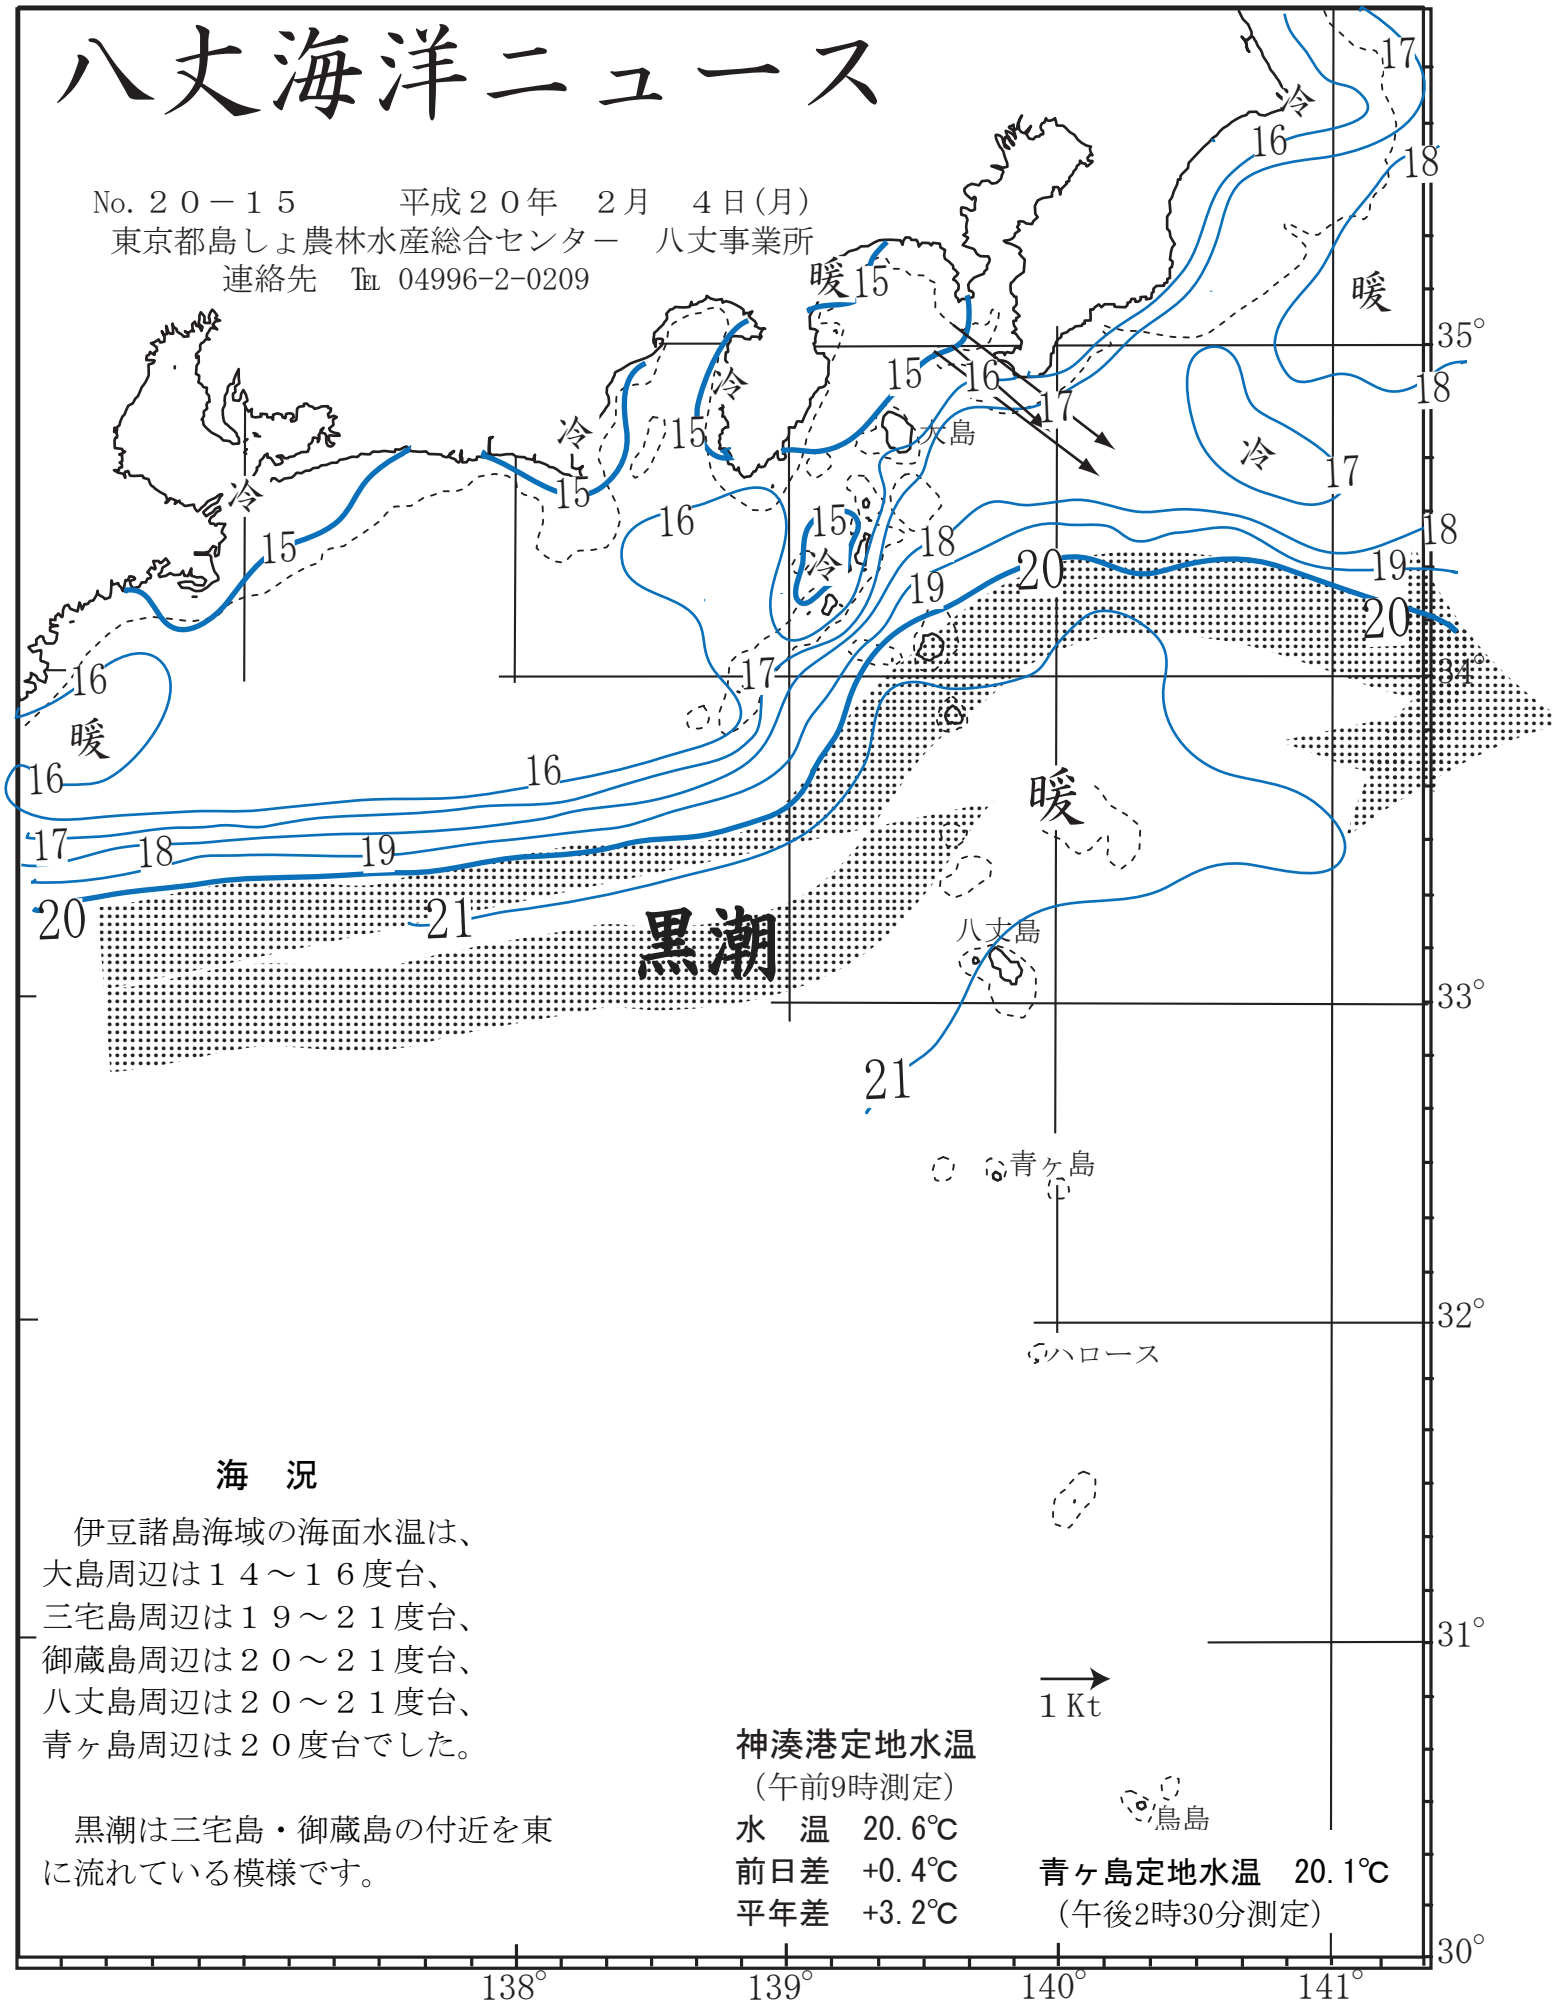 八丈海洋ニュース
No.２０－１５　平成２０年　２月　４日(月)
東京都島しょ農林水産総合センター　八丈事業所
連絡先　℡ 04996-2-0209
17
冷
16
18
暖
暖
15
35°
15
16
冷
18
17
冷
15
大島
冷
17
冷
15
16
15
18
15
冷
18
20
19
19
20
16
17
34°
暖
16
16
暖
17
18
19
20
21
黒潮
八丈島
33°
21
青ヶ島
32°
ハロース
海　況
伊豆諸島海域の海面水温は、
大島周辺は１４～１６度台、
三宅島周辺は１９～２１度台、
御蔵島周辺は２０～２１度台、
八丈島周辺は２０～２１度台、
青ヶ島周辺は２０度台でした。
黒潮は三宅島・御蔵島の付近を東
に流れている模様です。
31°
1 Kt
神湊港定地水温
（午前9時測定）
水　温　20.6℃
前日差　+0.4℃
平年差　+3.2℃
鳥島
青ヶ島定地水温　20.1℃
（午後2時30分測定）
30°
138°
139°
140°
141°